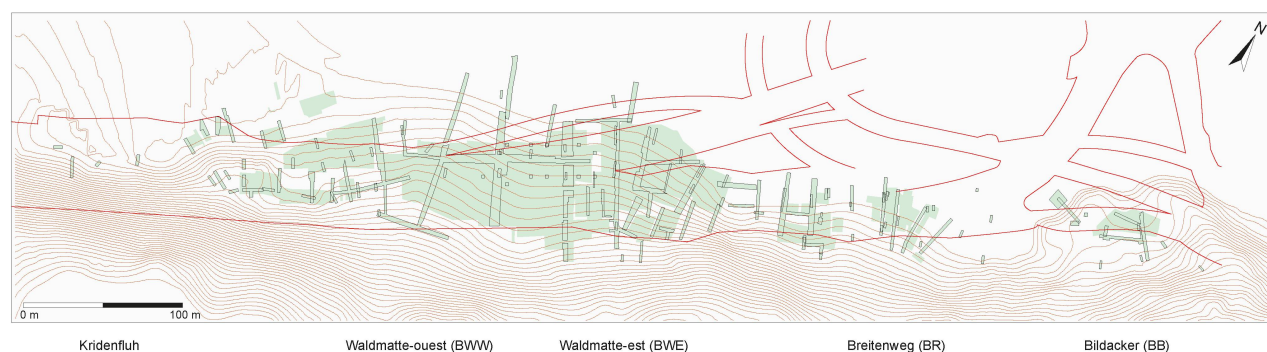 N
0 m 100 m
Kridenfluh Waldmatte-ouest (BWW) Waldmatte-est (BWE) Breitenweg (BR) Bildacker (BB)